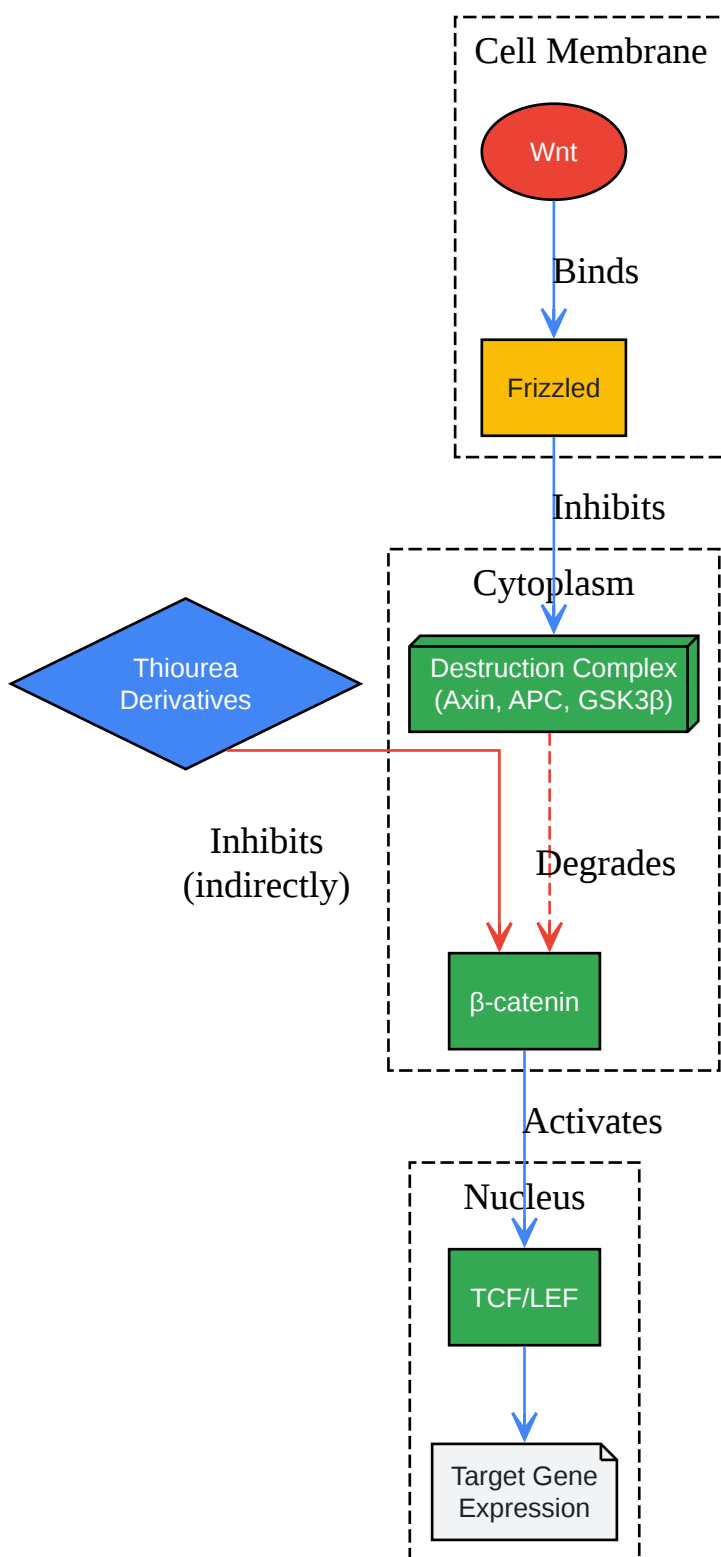 Cell Membrane
Wnt
Binds
Frizzled
Inhibits
Cytoplasm
Thiourea
Derivatives
Destruction Complex
(Axin, APC, GSK3β)
Inhibits
(indirectly)
Degrades
β-catenin
Activates
Nucleus
TCF/LEF
Target Gene
Expression